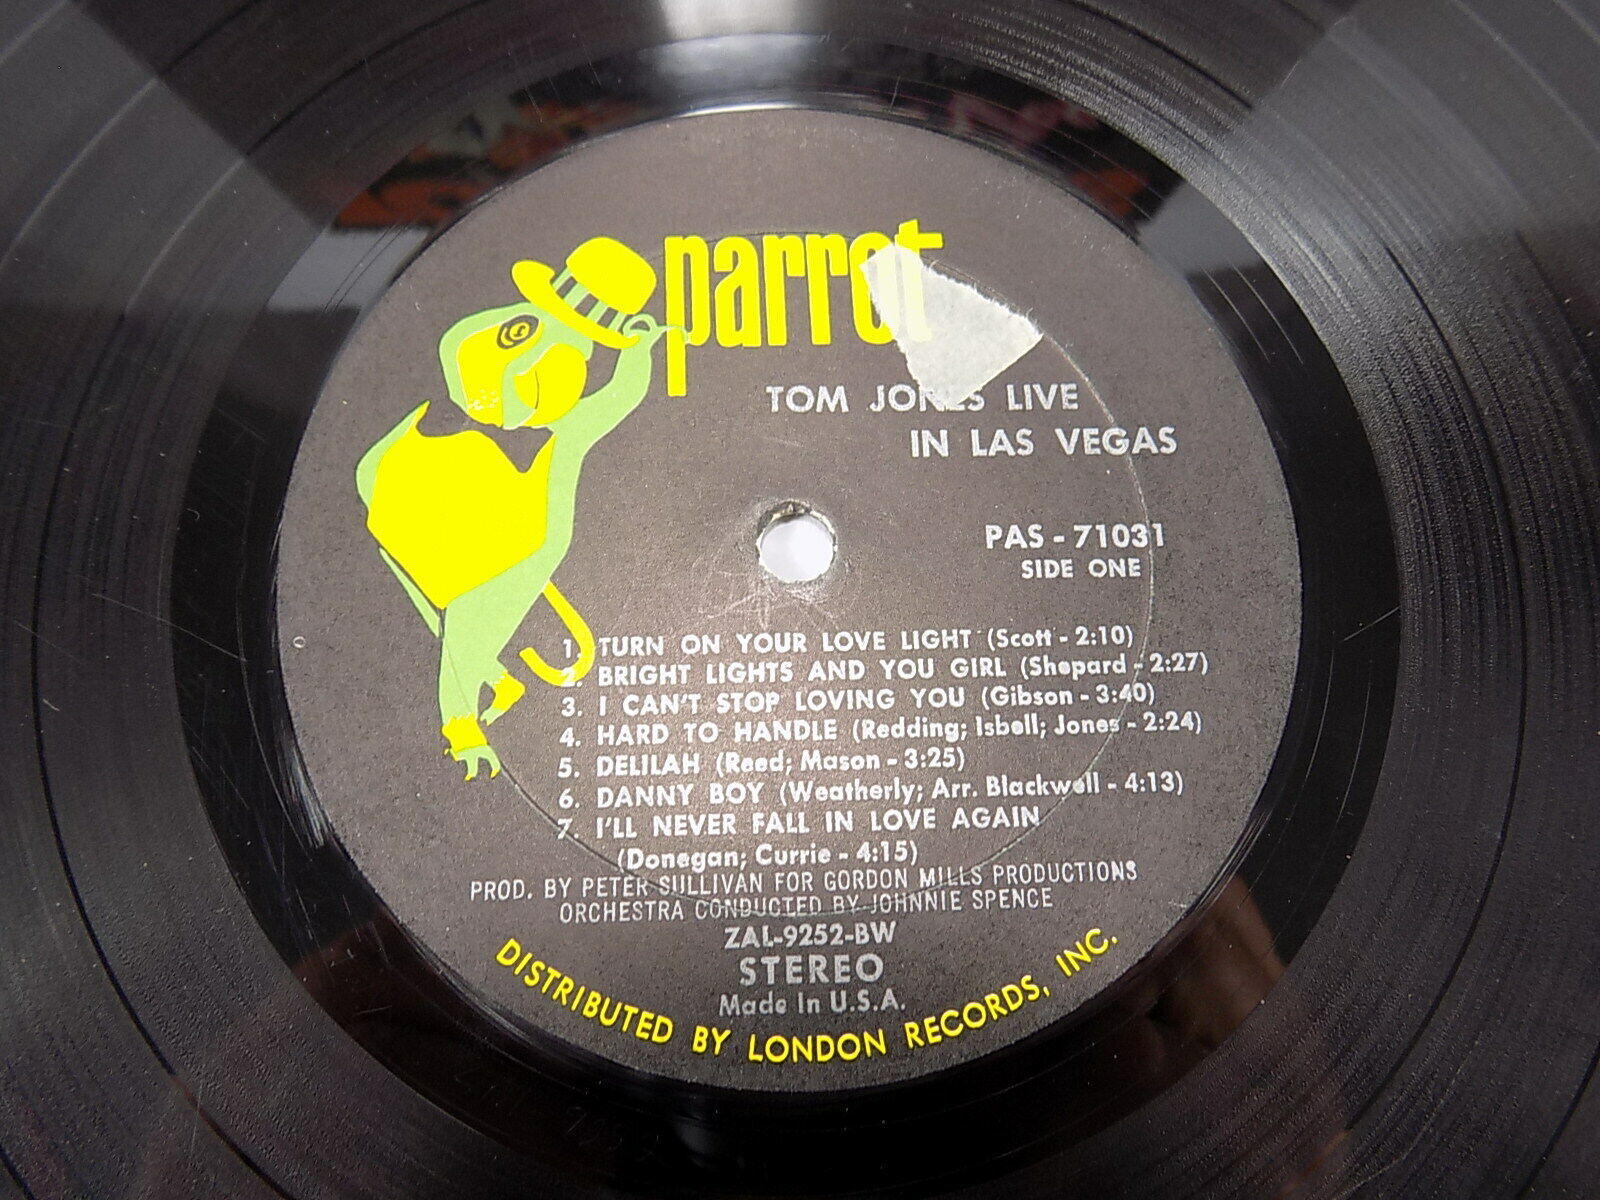 parrot
TOM JONES LIVE
IN LAS VEGAS
PAS - 71031
SIDE ONE
1. TURN ON YOUR LOVE LIGHT (Scott - 2:10)
2. BRIGHT LIGHTS AND YOU GIRL (Shepard - 2:27)
3. I CAN'T STOP LOVING YOU (Gibson - 3:40)
4. HARD TO HANDLE (Redding; Isbell; Jones - 2:24)
5. DELILAH (Reed; Mason - 3:25)
6. DANNY BOY (Weatherly; Arr. Blackwell - 4:13)
7. I'LL NEVER FALL IN LOVE AGAIN
(Donegan; Currie - 4:15)
PROD. BY PETER SULLIVAN FOR GORDON MILLS PRODUCTIONS
ORCHESTRA CONDUCTED BY JOHNNIE SPENCE
ZAL-9252-BW
STEREO
Made In U.S.A.
DISTRIBUTED BY LONDON RECORDS, INC.